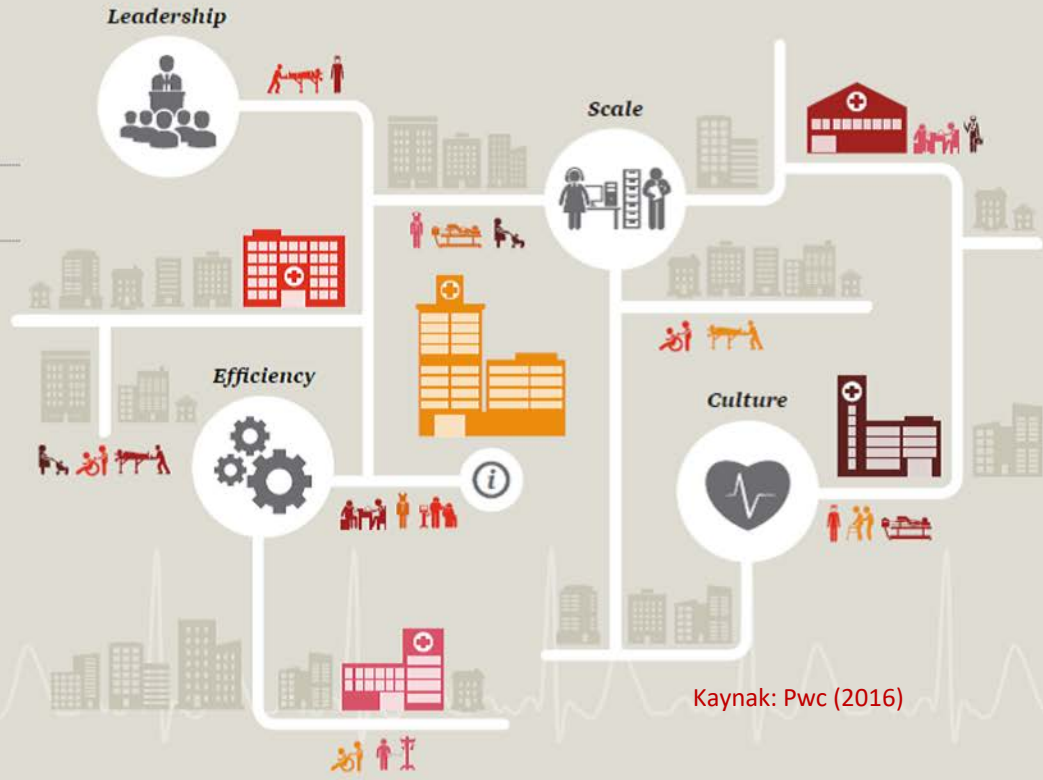 Leadership
Scale
Efficiency
Culture
i
Kaynak: Pwc (2016)